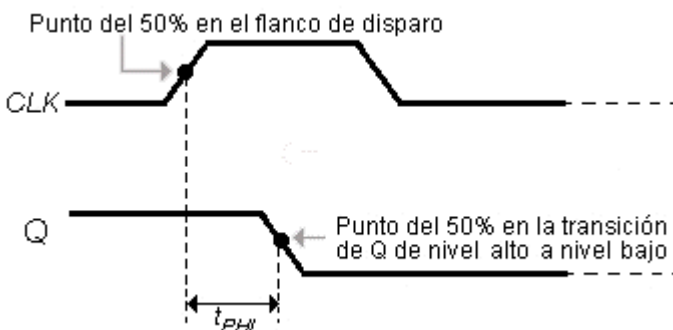 Punto del 50% en el flanco de disparo
CLK
Q
Punto del 50% en la transición
de Q de nivel alto a nivel bajo
tPHL